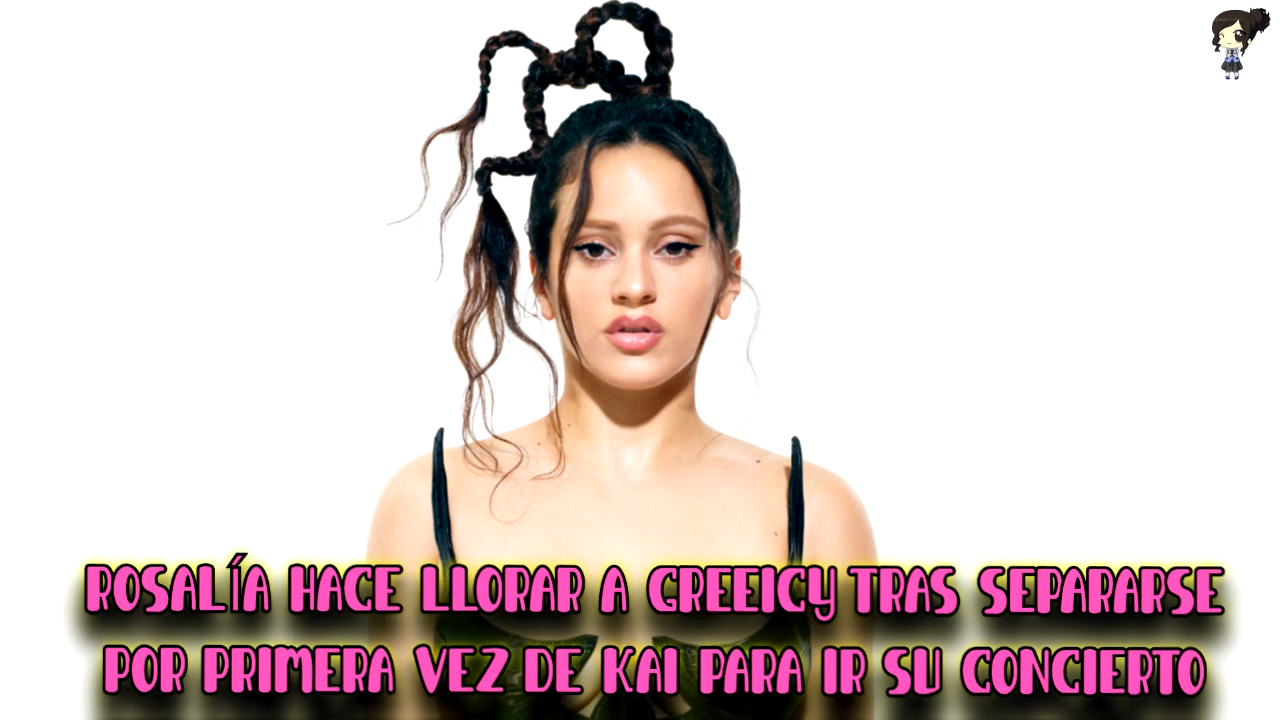 ROSALÍA HACE LLORAR A GREEICY TRAS SEPARARSE
POR PRIMERA VEZ DE KAI PARA IR SU CONCIERTO